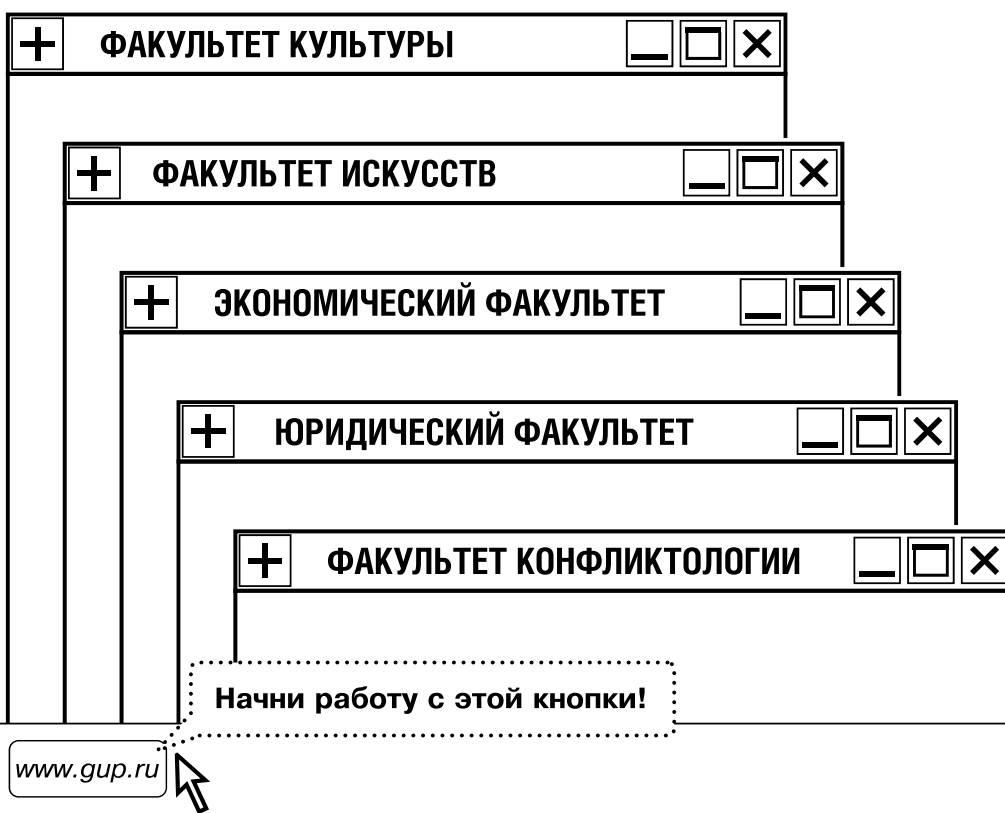 ФАКУЛЬТЕТ КУЛЬТУРЫ
ФАКУЛЬТЕТ ИСКУССТВ
ЭКОНОМИЧЕСКИЙ ФАКУЛЬТЕТ
ЮРИДИЧЕСКИЙ ФАКУЛЬТЕТ
ФАКУЛЬТЕТ КОНФЛИКТОЛОГИИ
Начни работу с этой кнопки!
www.gup.ru